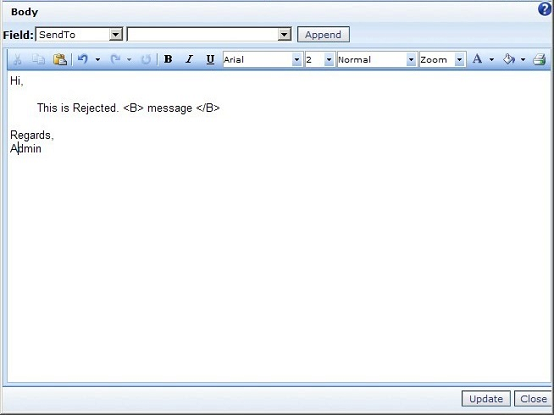 Body
?
Field: SendTo Append
B I U Arial 2 Normal Zoom A
Hi,
This is Rejected. <B> message </B>
Regards,
Admin
Update Close